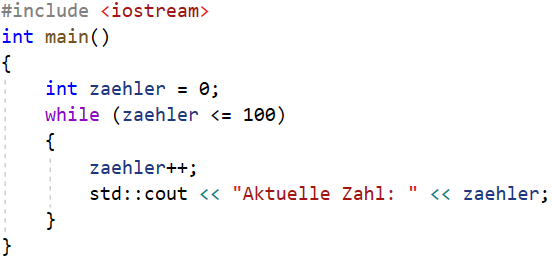 #include <iostream>
int main()
{
    int zaehler = 0;
    while (zaehler <= 100)
    {
        zaehler++;
        std::cout << "Aktuelle Zahl: " << zaehler;
    }
}